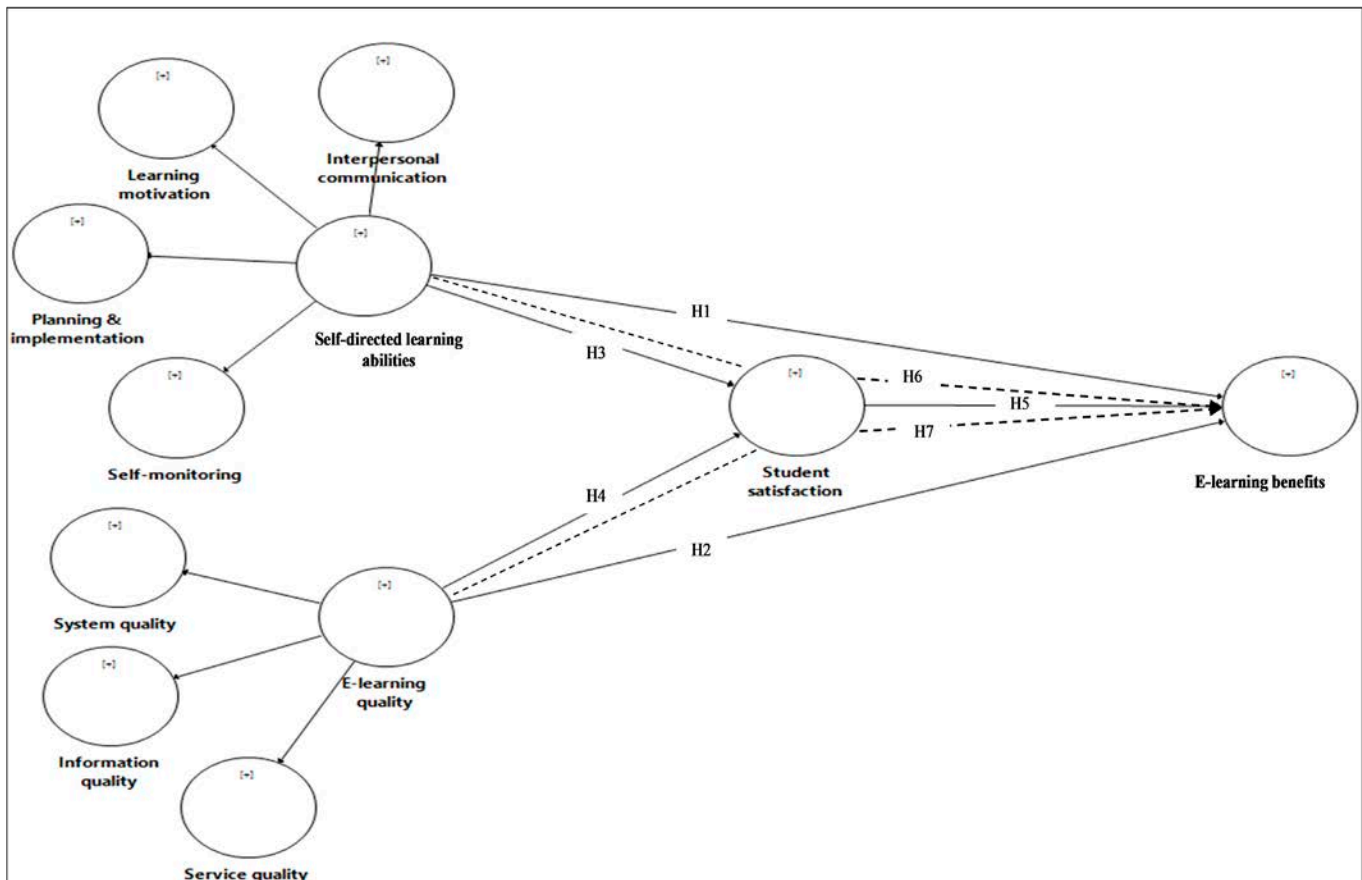 [+]
[+]
Learning
motivation
Interpersonal
communication
[+]
[+]
Planning &
implementation
Self-directed learning
abilities
[+]
Self-monitoring
H1
H3
[+]
H6
H5
H7
[+]
Student
satisfaction
E-learning benefits
H4
H2
[+]
System quality
[+]
E-learning
quality
[+]
Information
quality
[+]
Service quality